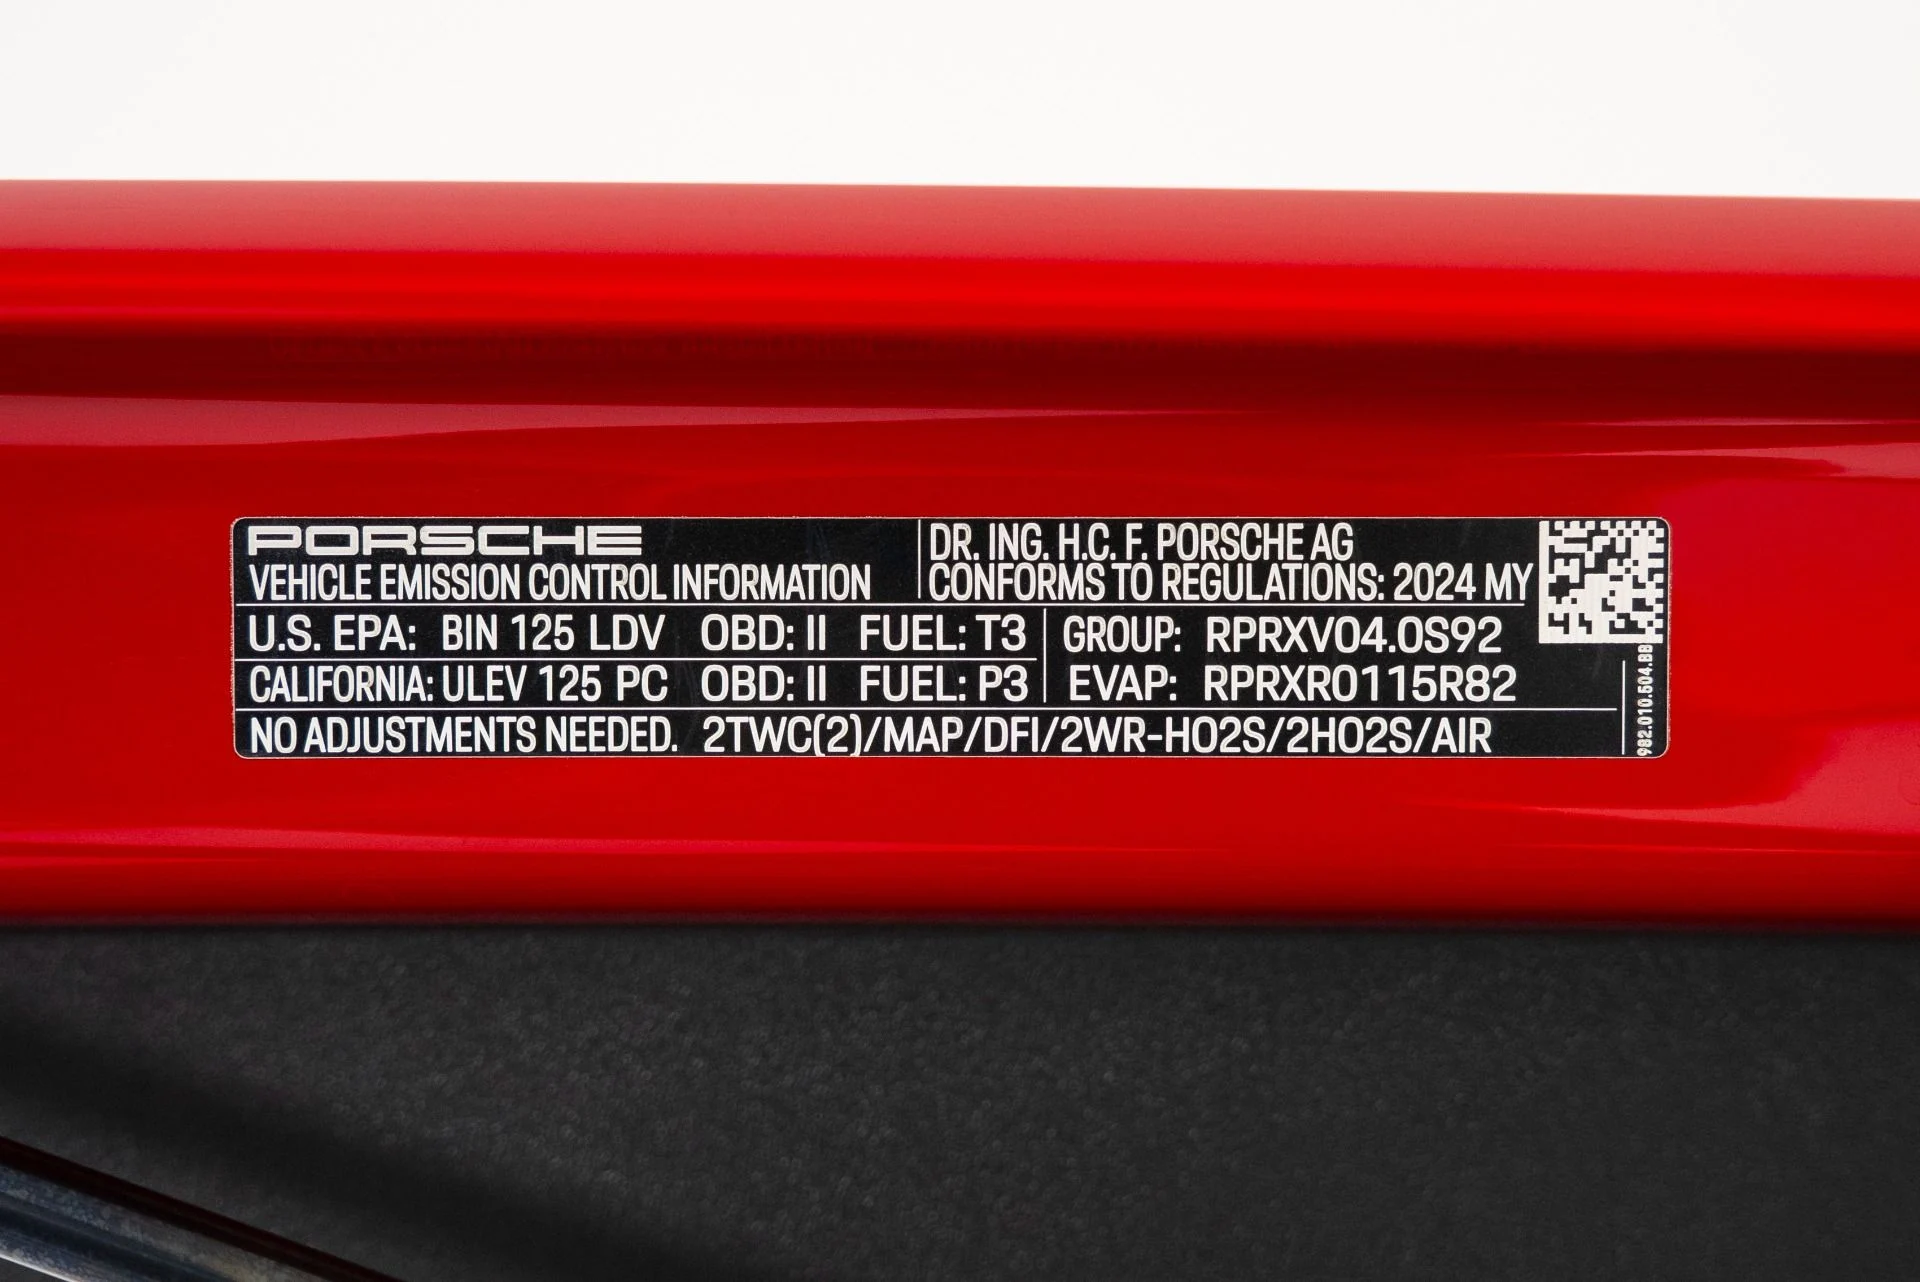 PORSCHE
VEHICLE EMISSION CONTROL INFORMATION
DR. ING. H.C. F. PORSCHE AG
CONFORMS TO REGULATIONS: 2024 MY
U.S. EPA: BIN 125 LDV OBD: II FUEL: T3
GROUP: RPRXV04.0S92
CALIFORNIA: ULEV 125 PC OBD: II FUEL: P3
EVAP: RPRXR0115R82
NO ADJUSTMENTS NEEDED. 2TWC(2)/MAP/DFI/2WR-HO2S/2HO2S/AIR
982.010.504.BB